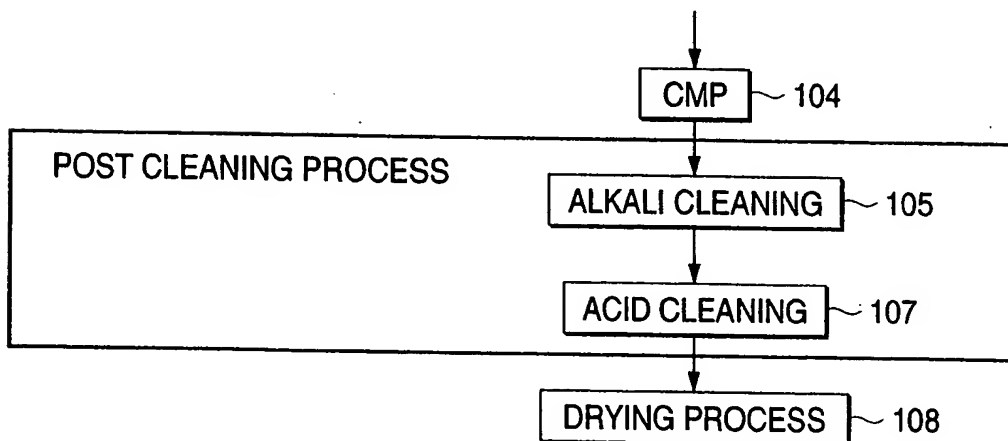 CMP 104
POST CLEANING PROCESS
ALKALI CLEANING 105
ACID CLEANING 107
DRYING PROCESS 108